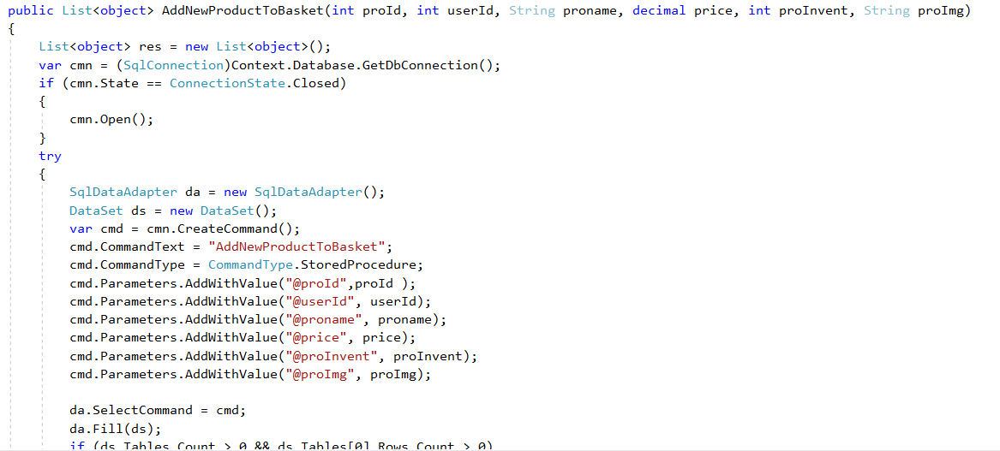 public List<object> AddNewProductToBasket(int proId, int userId, String proname, decimal price, int proInvent, String proImg)
{
List<object> res = new List<object>();
var cmn = (SqlConnection)Context.Database.GetDbConnection();
if (cmn.State == ConnectionState.Closed)
{
cmn.Open();
}
try
{
SqlDataAdapter da = new SqlDataAdapter();
DataSet ds = new DataSet();
var cmd = cmn.CreateCommand();
cmd.CommandText = "AddNewProductToBasket";
cmd.CommandType = CommandType.StoredProcedure;
cmd.Parameters.AddWithValue("@proId",proId );
cmd.Parameters.AddWithValue("@userId", userId);
cmd.Parameters.AddWithValue("@proname", proname);
cmd.Parameters.AddWithValue("@price", price);
cmd.Parameters.AddWithValue("@proInvent", proInvent);
cmd.Parameters.AddWithValue("@proImg", proImg);
da.SelectCommand = cmd;
da.Fill(ds);
if (ds.Tables.Count > 0 && ds.Tables[0].Rows.Count > 0)